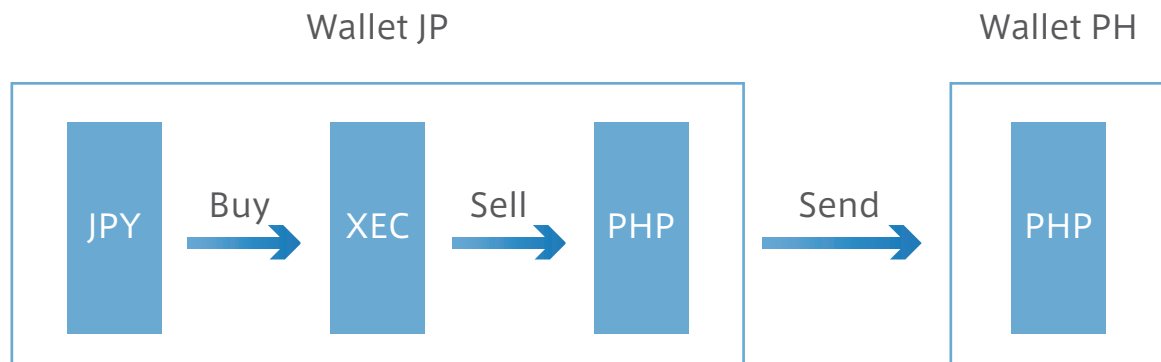 Wallet JP
Wallet PH
JPY
Buy
XEC
Sell
PHP
Send
PHP